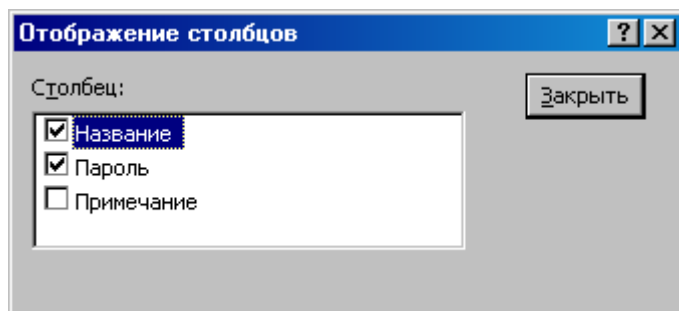 Отображение столбцов
Столбец:
Закрыть
Название
Пароль
Примечание